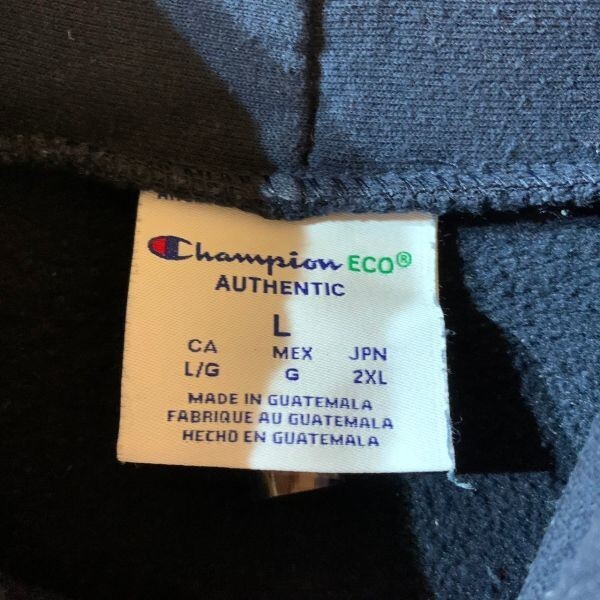 Champion ECO®
AUTHENTIC
L
CA MEX JPN
L/G G 2XL
MADE IN GUATEMALA
FABRIQUE AU GUATEMALA
HECHO EN GUATEMALA